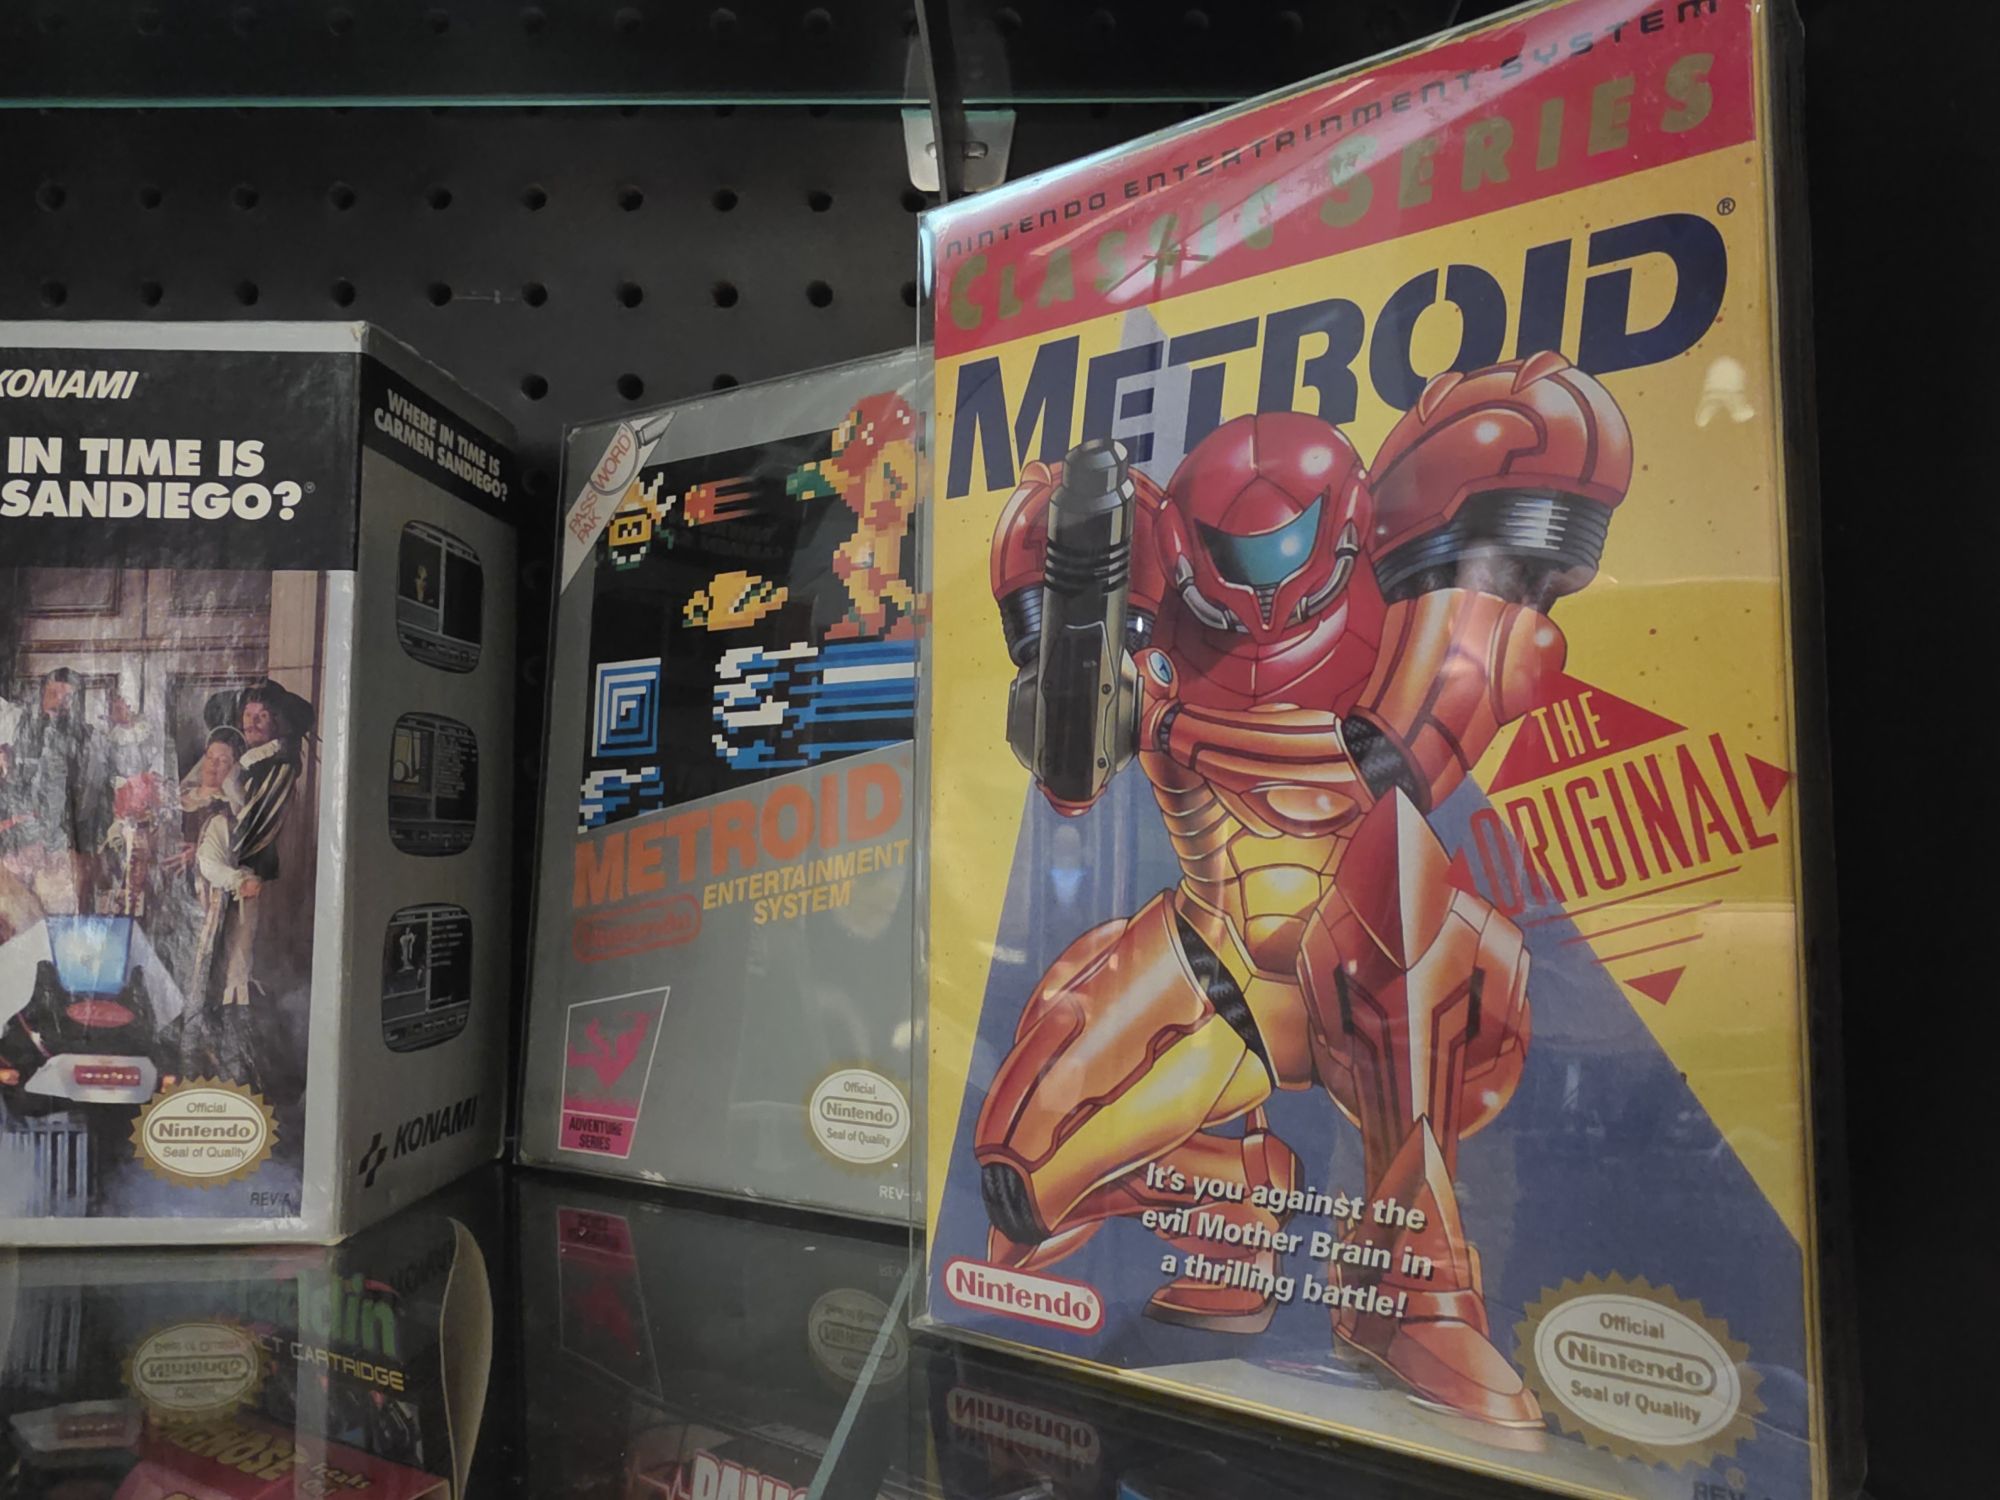 KONAMI
IN TIME IS
SANDIEGO?
Official
Nintendo
Seal of Quality
REV-A
WHERE IN TIME IS
CARMEN SANDIEGO?
KONAMI
PASSWORD
PAK
METROID
Nintendo
ENTERTAINMENT
SYSTEM
ADVENTURE
SERIES
Official
Nintendo
Seal of Quality
REV-A
NINTENDO ENTERTAINMENT SYSTEM
CLASSIC SERIES
METROID®
THE
ORIGINAL
It's you against the
evil Mother Brain in
a thrilling battle!
Nintendo®
Official
Nintendo
Seal of Quality
CARTRIDGE